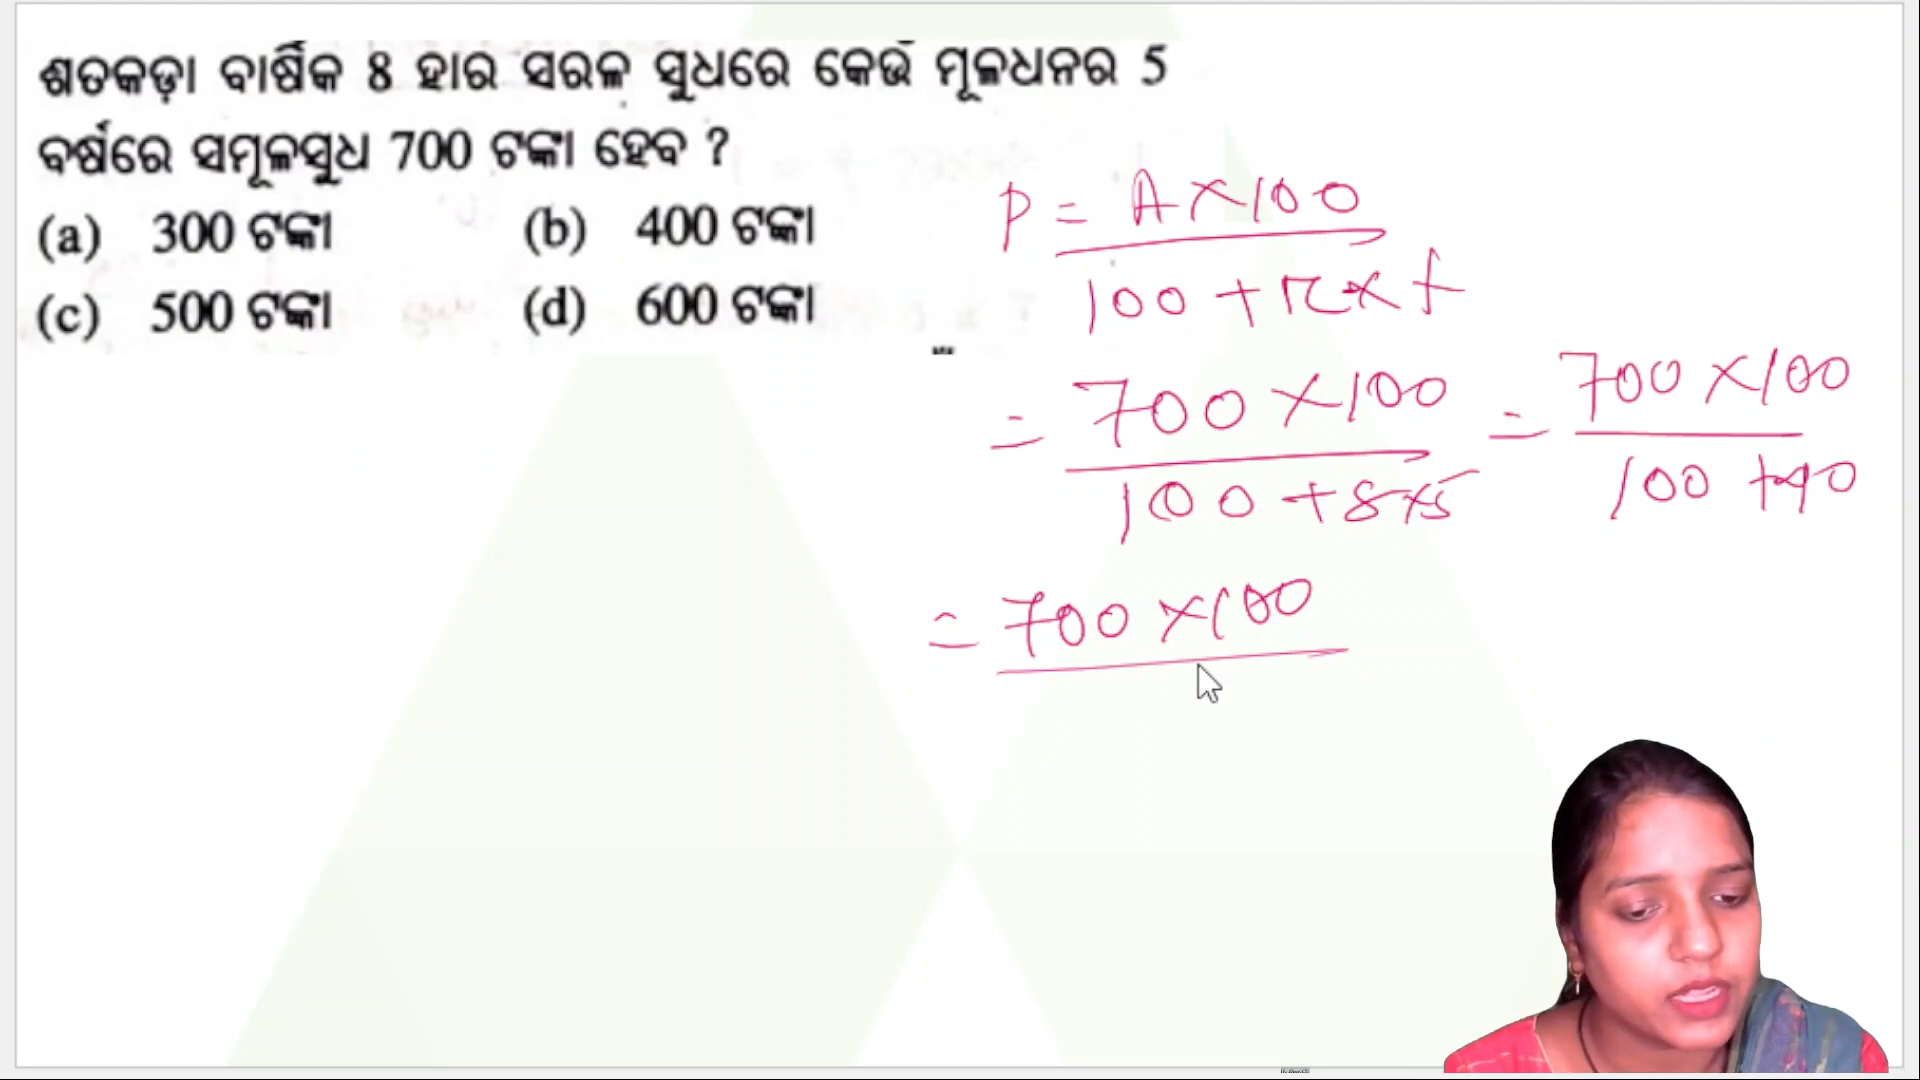 ଶତକଡ଼ା ବାର୍ଷିକ 8 ହାର ସରଳ ସୁଧରେ କେଉଁ ମୂଳଧନର 5
ବର୍ଷରେ ସମୂଳସୁଧ 700 ଟଙ୍କା ହେବ ?
(a) 300 ଟଙ୍କା (b) 400 ଟଙ୍କା
(c) 500 ଟଙ୍କା (d) 600 ଟଙ୍କା
P = A×100
100 + r×t
= 700 ×100 = 700 ×100
100 + 8×5 100 +40
= 700 ×100